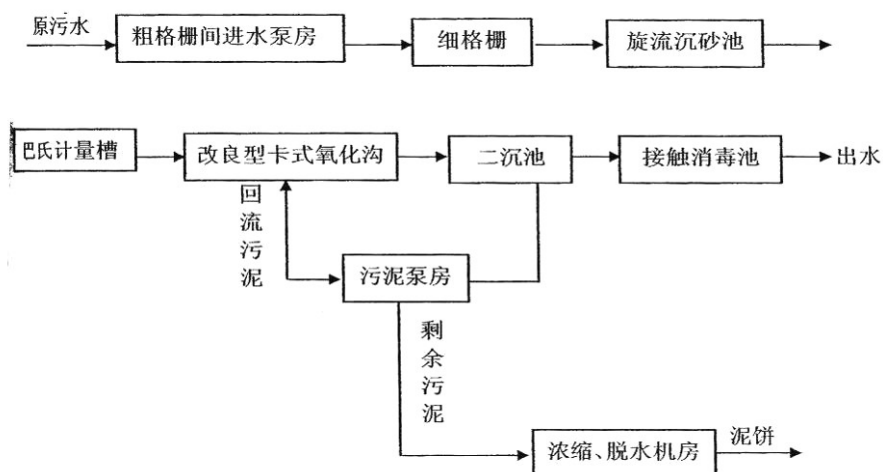 原污水
粗格栅间进水泵房
细格栅
旋流沉砂池
巴氏计量槽
改良型卡式氧化沟
二沉池
接触消毒池
出水
回流污泥
污泥泵房
剩余污泥
浓缩、脱水机房
泥饼